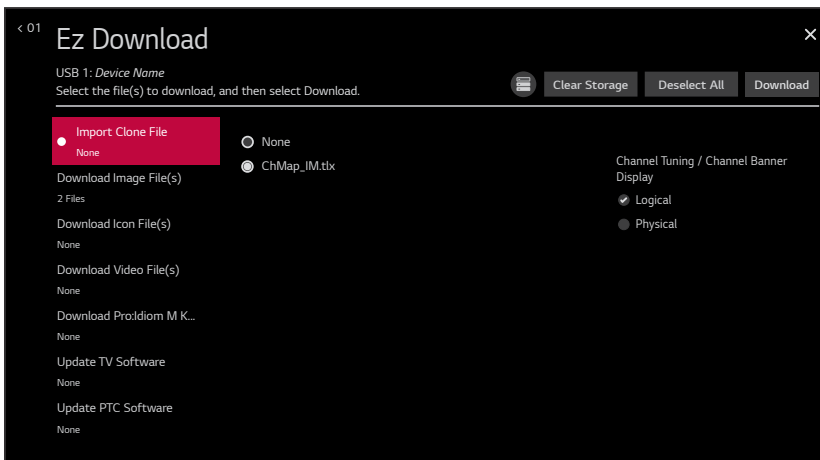 < 01
Ez Download
USB 1: Device Name
Select the file(s) to download, and then select Download.
Clear Storage
Deselect All
Download
Import Clone File
None
Download Image File(s)
2 Files
Download Icon File(s)
None
Download Video File(s)
None
Download Pro:Idiom M K...
None
Update TV Software
None
Update PTC Software
None
None
ChMap_IM.tlx
Channel Tuning / Channel Banner
Display
Logical
Physical